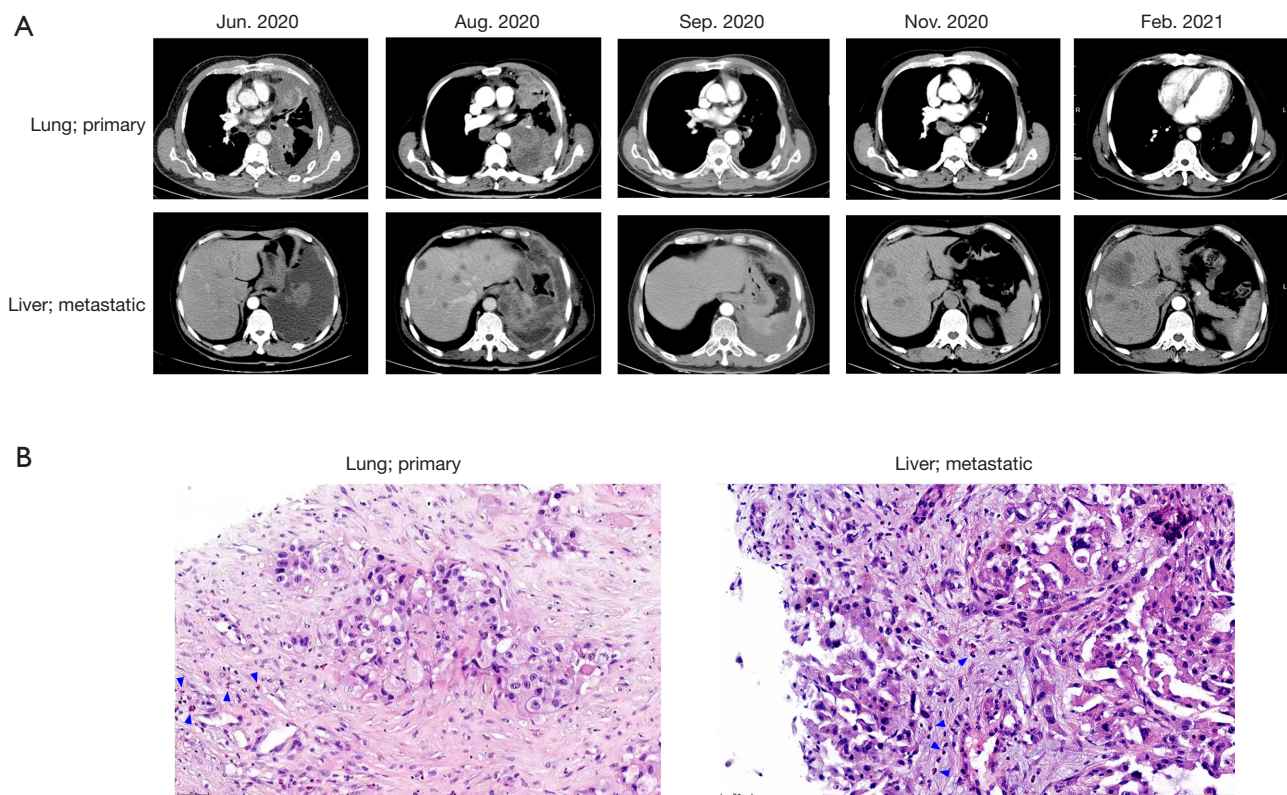 A
Jun. 2020
Aug. 2020
Sep. 2020
Nov. 2020
Feb. 2021
Lung; primary
Liver; metastatic
B
Lung; primary
Liver; metastatic